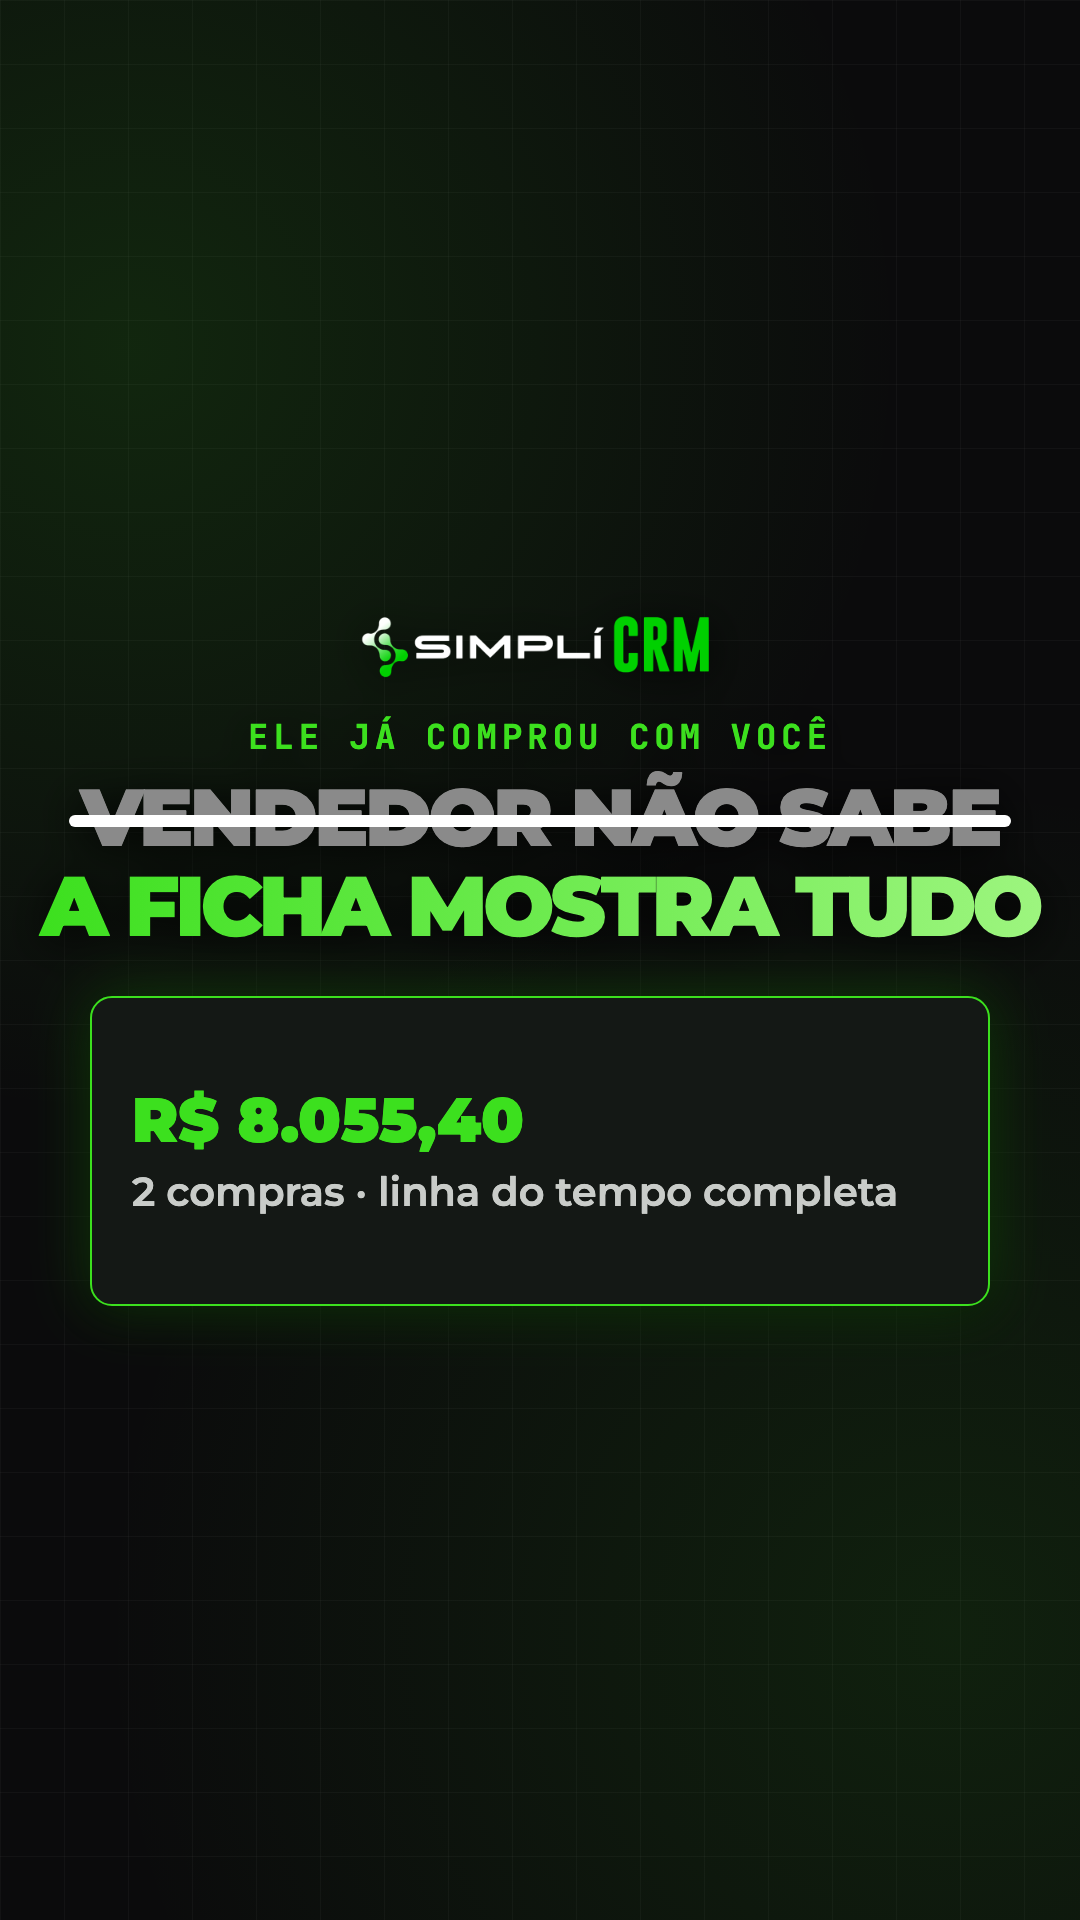 SIMPLÍ CRM
ELE JÁ COMPROU COM VOCÊ
VENDEDOR NÃO SABE
A FICHA MOSTRA TUDO
R$ 8.055,40
2 compras · linha do tempo completa